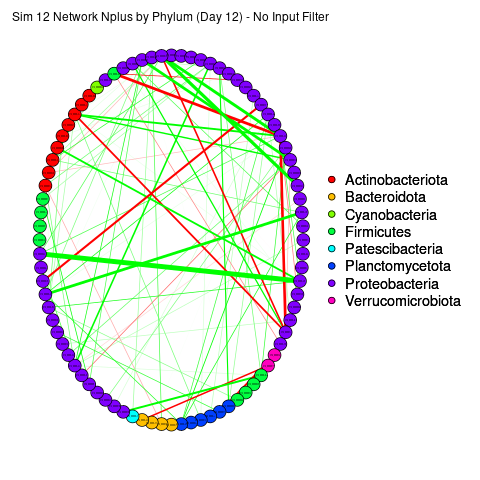 Sim 12 Network Nplus by Phylum (Day 12) - No Input Filter
Actinobacteriota
Bacteroidota
Cyanobacteria
Firmicutes
Patescibacteria
Planctomycetota
Proteobacteria
Verrucomicrobiota